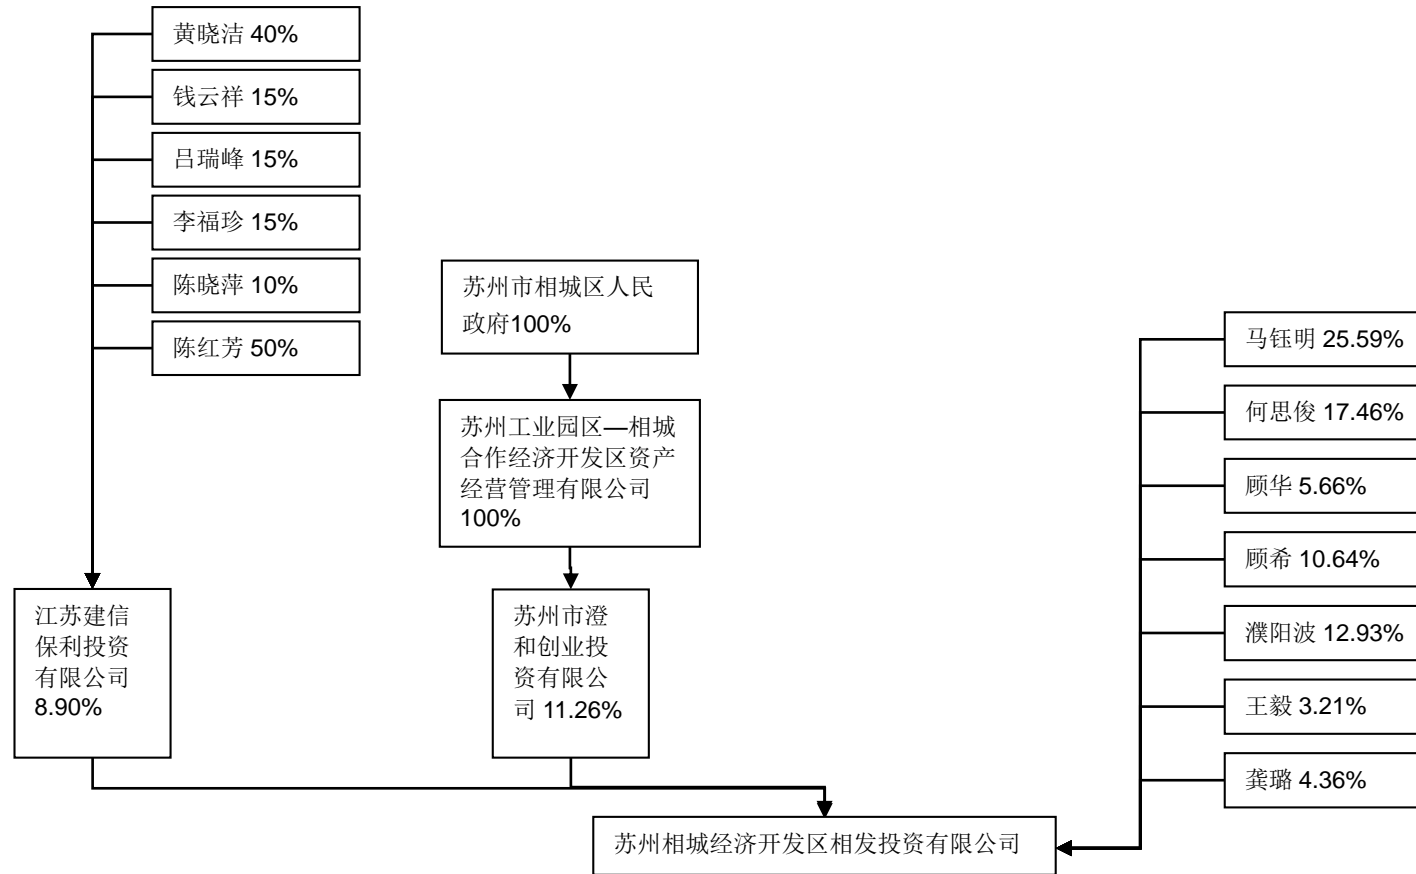 黄晓洁 40%
钱云祥 15%
吕瑞峰 15%
李福珍 15%
陈晓萍 10%
陈红芳 50%
苏州市相城区人民
政府100%
苏州工业园区—相城
合作经济开发区资产
经营管理有限公司
100%
江苏建信
保利投资
有限公司
8.90%
苏州市澄
和创业投
资有限公
司 11.26%
马钰明 25.59%
何思俊 17.46%
顾华 5.66%
顾希 10.64%
濮阳波 12.93%
王毅 3.21%
龚璐 4.36%
苏州相城经济开发区相发投资有限公司